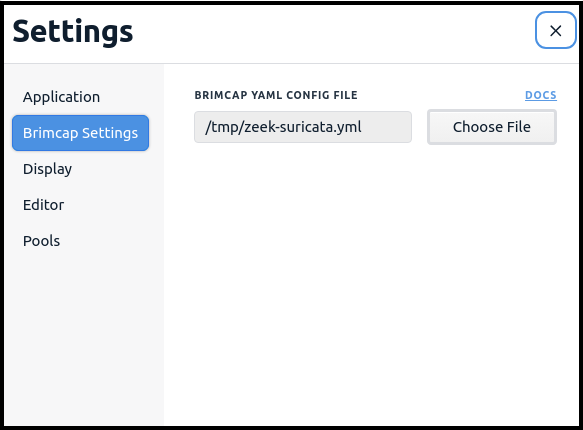 Settings
Application
Brimcap Settings
Display
Editor
Pools
BRIMCAP YAML CONFIG FILE
DOCS
/tmp/zeek-suricata.yml
Choose File